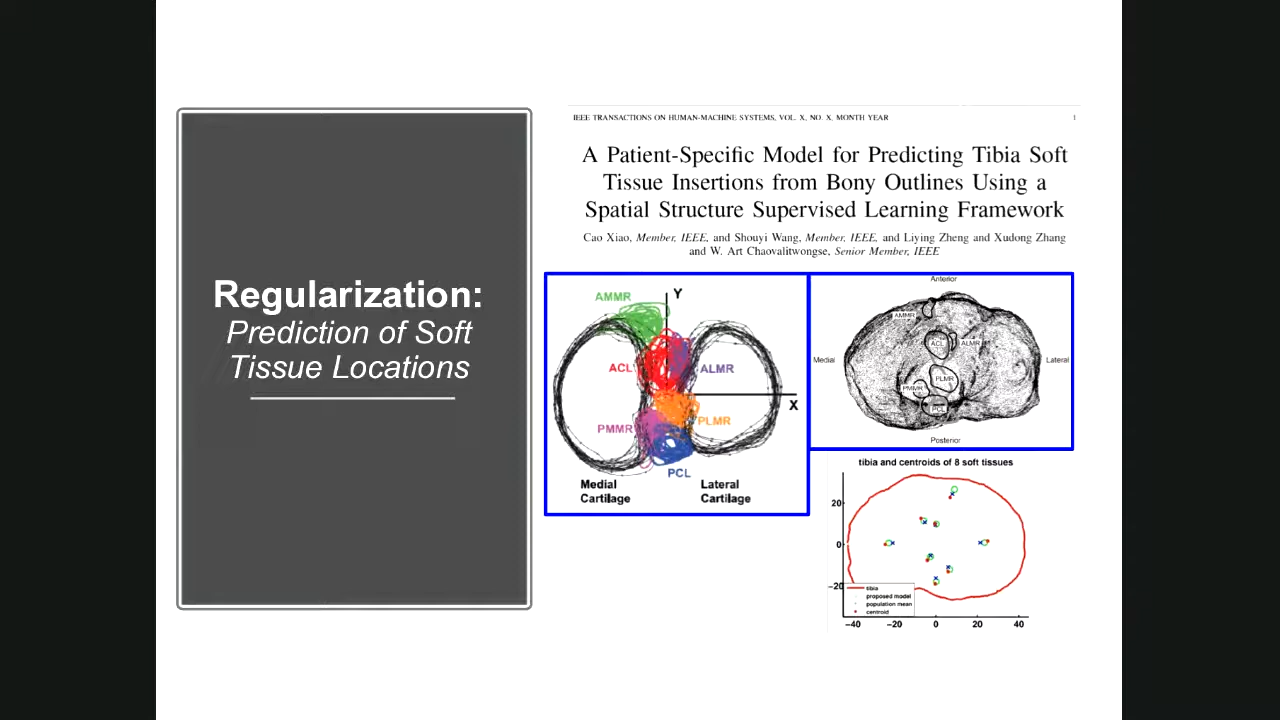 Regularization:
Prediction of Soft
Tissue Locations
IEEE TRANSACTIONS ON HUMAN-MACHINE SYSTEMS, VOL. X, NO. X, MONTH YEAR 1
A Patient-Specific Model for Predicting Tibia Soft
Tissue Insertions from Bony Outlines Using a
Spatial Structure Supervised Learning Framework
Cao Xiao, Member, IEEE, and Shouyi Wang, Member, IEEE, and Liying Zheng and Xudong Zhang
and W. Art Chaovalitwongse, Senior Member, IEEE
AMMR
Y
ACL
ALMR
X
PMMR
PLMR
PCL
Medial
Cartilage
Lateral
Cartilage
Anterior
AMMR
ACL
ALMR
Medial
Lateral
PLMR
PMMR
PCL
Posterior
tibia and centroids of 8 soft tissues
20
0
−20
tibia
proposed model
population mean
centroid
−40 −20 0 20 40